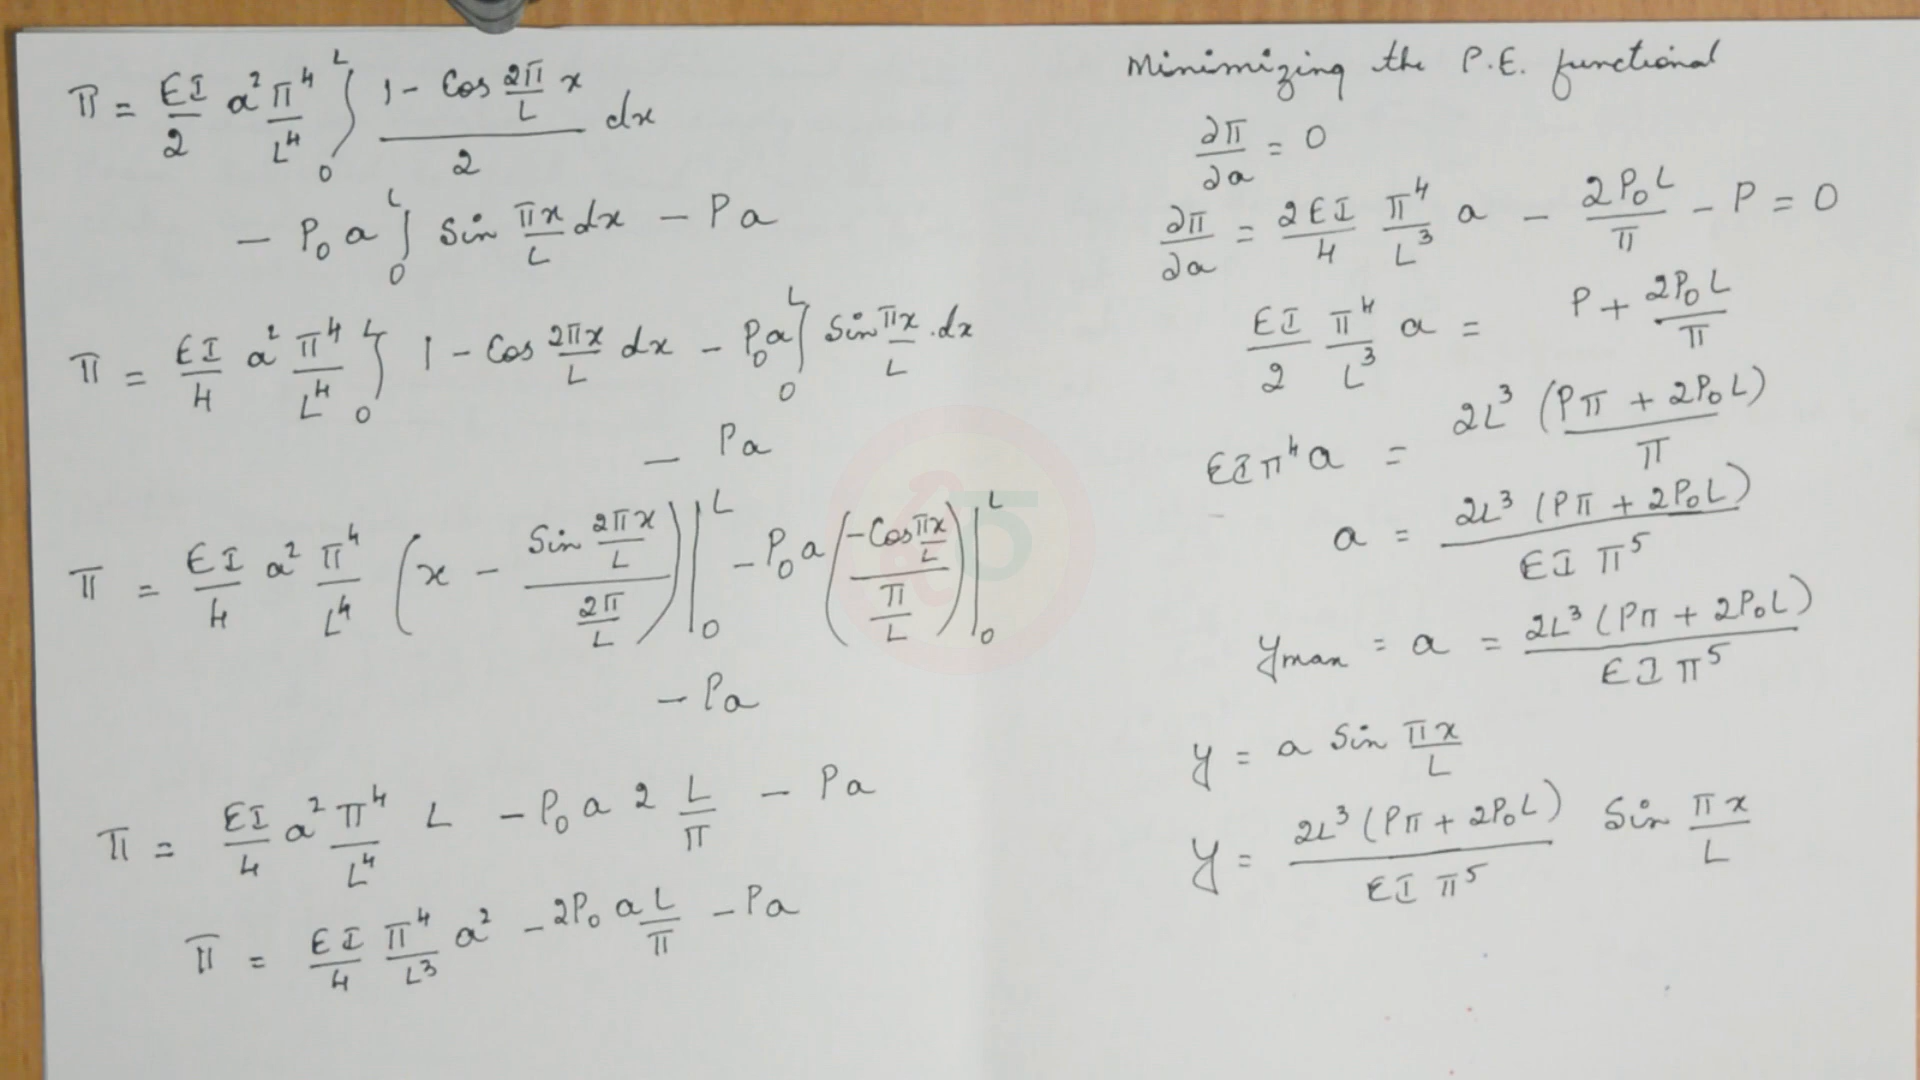 π = EI/2 a² π⁴/L⁴ ∫₀ᴸ (1 - Cos 2π/L x)/2 dx
- P₀ a ∫₀ᴸ Sin πx/L dx - Pa
π = EI/4 a² π⁴/L⁴ ∫₀ᴸ 1 - Cos 2πx/L dx - P₀a ∫₀ᴸ Sin πx/L . dx
- Pa
π = EI/4 a² π⁴/L⁴ (x - Sin 2πx/L / 2π/L)|₀ᴸ - P₀a (-Cos πx/L / π/L)|₀ᴸ
- Pa
π = EI/4 a² π⁴/L⁴ L - P₀ a 2 L/π - Pa
π = EI/4 π⁴/L³ a² - 2P₀ a L/π - Pa
Minimizing the P.E. functional
∂π/∂a = 0
∂π/∂a = 2EI/4 π⁴/L³ a - 2P₀L/π - P = 0
EI/2 π⁴/L³ a = P + 2P₀L/π
EIπ⁴a = 2L³ (Pπ + 2P₀L)/π
a = 2L³ (Pπ + 2P₀L)/EI π⁵
ymax = a = 2L³ (Pπ + 2P₀L)/EI π⁵
y = a Sin πx/L
y = 2L³ (Pπ + 2P₀L)/EI π⁵ Sin πx/L